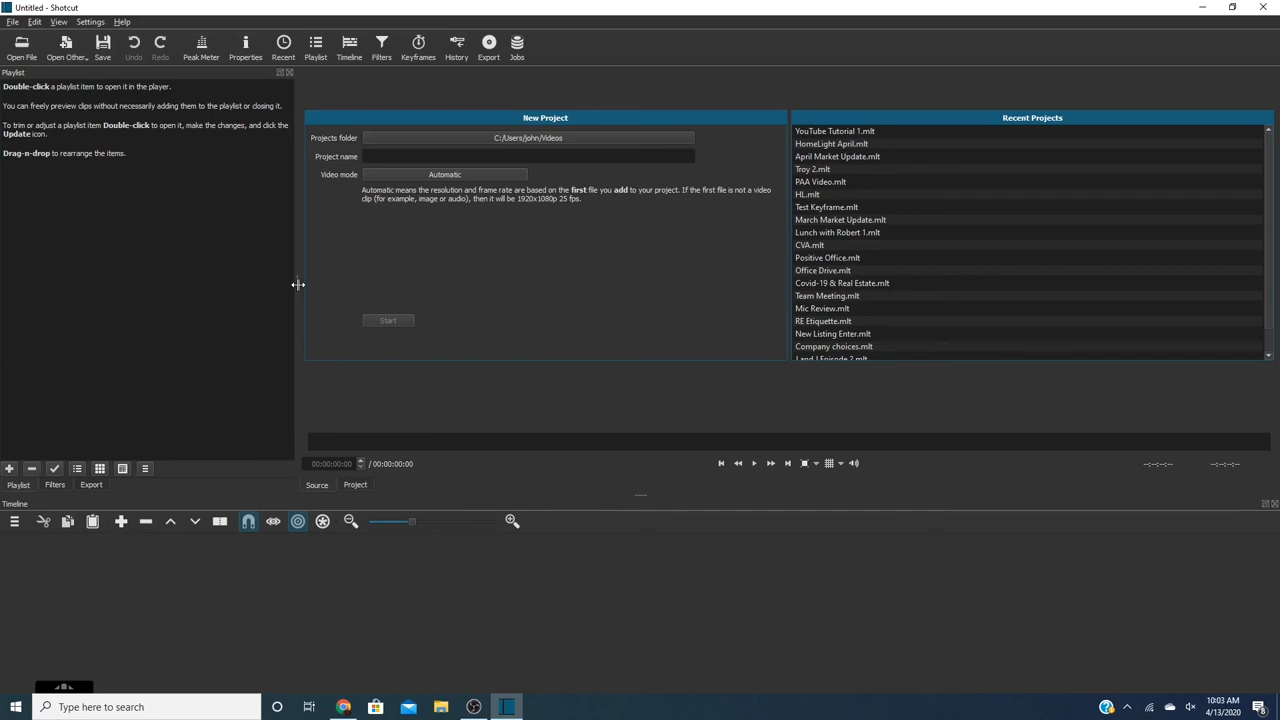 Untitled - Shotcut
File Edit View Settings Help
Open File Open Other.. Save Undo Redo Peak Meter Properties Recent Playlist Timeline Filters Keyframes History Export Jobs
Playlist
Double-click a playlist item to open it in the player.
You can freely preview clips without necessarily adding them to the playlist or closing it.
To trim or adjust a playlist item Double-click to open it, make the changes, and click the
Update icon.
Drag-n-drop to rearrange the items.
New Project
Projects folder C:/Users/john/Videos
Project name
Video mode Automatic
Automatic means the resolution and frame rate are based on the first file you add to your project. If the first file is not a video
clip (for example, image or audio), then it will be 1920x1080p 25 fps.
Start
Recent Projects
YouTube Tutorial 1.mlt
HomeLight April.mlt
April Market Update.mlt
Troy 2.mlt
PAA Video.mlt
HL.mlt
Test Keyframe.mlt
March Market Update.mlt
Lunch with Robert 1.mlt
CVA.mlt
Positive Office.mlt
Office Drive.mlt
Covid-19 & Real Estate.mlt
Team Meeting.mlt
Mic Review.mlt
RE Etiquette.mlt
New Listing Enter.mlt
Company choices.mlt
00:00:00:00 / 00:00:00:00 --:--:--:-- --:--:--:--
Playlist Filters Export
Source Project
Timeline
Type here to search
10:03 AM
4/13/2020
8